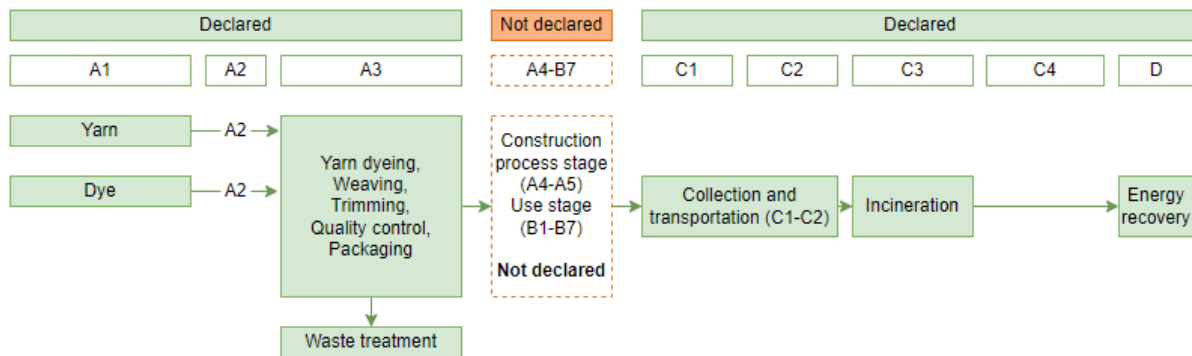 Declared
Not declared
Declared
A1
A2
A3
A4-B7
C1
C2
C3
C4
D
Yarn
A2
Dye
A2
Yarn dyeing,
Weaving,
Trimming,
Quality control,
Packaging
Construction
process stage
(A4-A5)
Use stage
(B1-B7)
Not declared
Collection and
transportation (C1-C2)
Incineration
Energy
recovery
Waste treatment